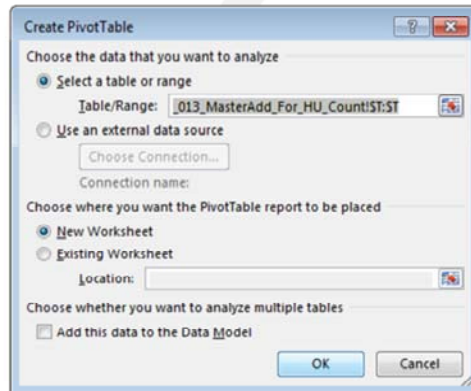 Create PivotTable
Choose the data that you want to analyze
Select a table or range
Table/Range: _013_MasterAdd_For_HU_Count!$T:$T
Use an external data source
Choose Connection...
Connection name:
Choose where you want the PivotTable report to be placed
New Worksheet
Existing Worksheet
Location:
Choose whether you want to analyze multiple tables
Add this data to the Data Model
OK Cancel